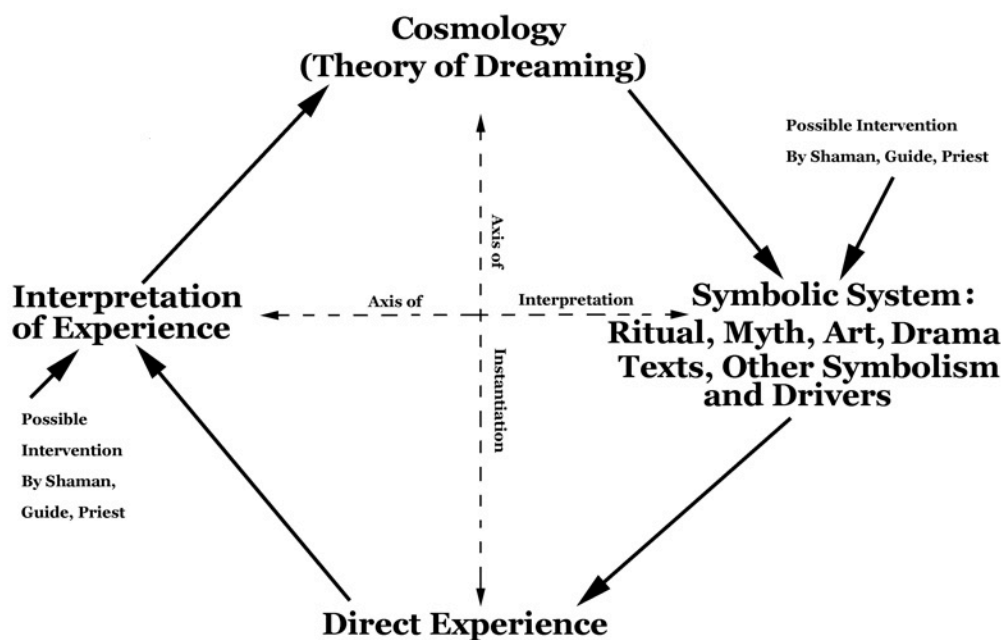 Cosmology
(Theory of Dreaming)
Possible Intervention
By Shaman, Guide, Priest
Axis of
Interpretation
of Experience
Axis of
Interpretation
Symbolic System:
Ritual, Myth, Art, Drama
Texts, Other Symbolism
and Drivers
Instantiation
Possible
Intervention
By Shaman,
Guide, Priest
Direct Experience